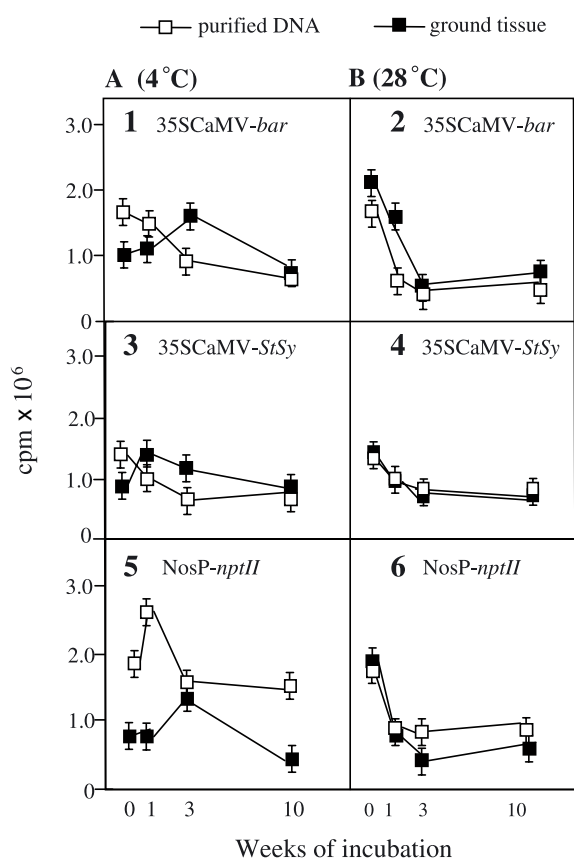 purified DNA ground tissue
A (4 °C) B (28 °C)
1 35SCaMV-bar
2 35SCaMV-bar
3.0
2.0
1.0
0
3 35SCaMV-StSy
4 35SCaMV-StSy
3.0
2.0
1.0
0
5 NosP-nptII
6 NosP-nptII
3.0
2.0
1.0
0
cpm x 10^6
0 1 3 10 0 1 3 10
Weeks of incubation